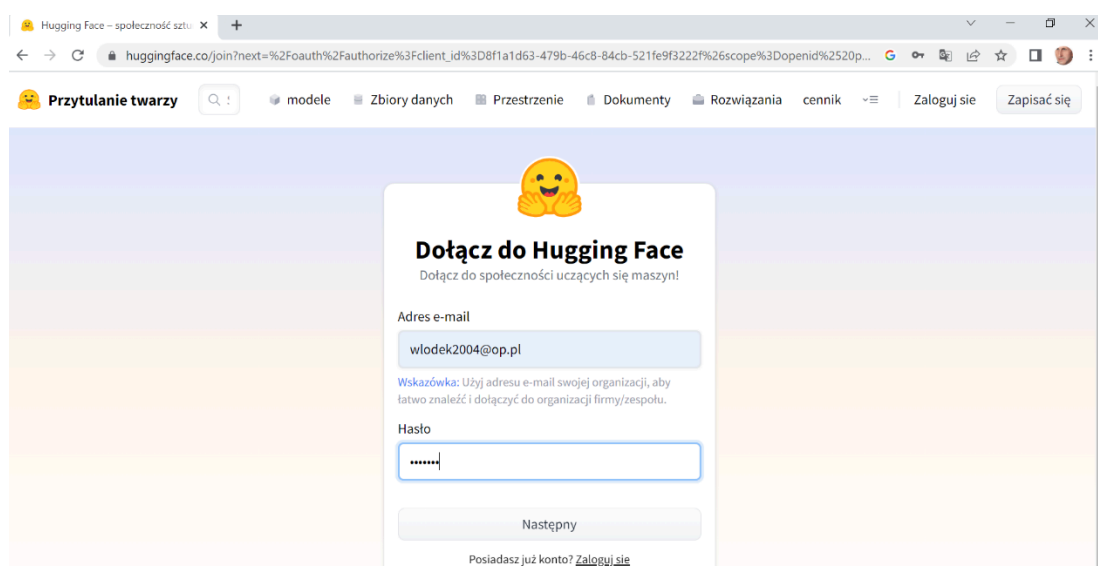 Hugging Face – społeczność sztu
huggingface.co/join?next=%2Foauth%2Fauthorize%3Fclient_id%3D8f1a1d63-479b-46c8-84cb-521fe9f3222f%26scope%3Dopenid%2520p...
Przytulanie twarzy modele Zbiory danych Przestrzenie Dokumenty Rozwiązania cennik Zaloguj sie Zapisać się
Dołącz do Hugging Face
Dołącz do społeczności uczących się maszyn!
Adres e-mail
wlodek2004@op.pl
Wskazówka: Użyj adresu e-mail swojej organizacji, aby
łatwo znaleźć i dołączyć do organizacji firmy/zespołu.
Hasło
•••••••
Następny
Posiadasz już konto? Zaloguj sie